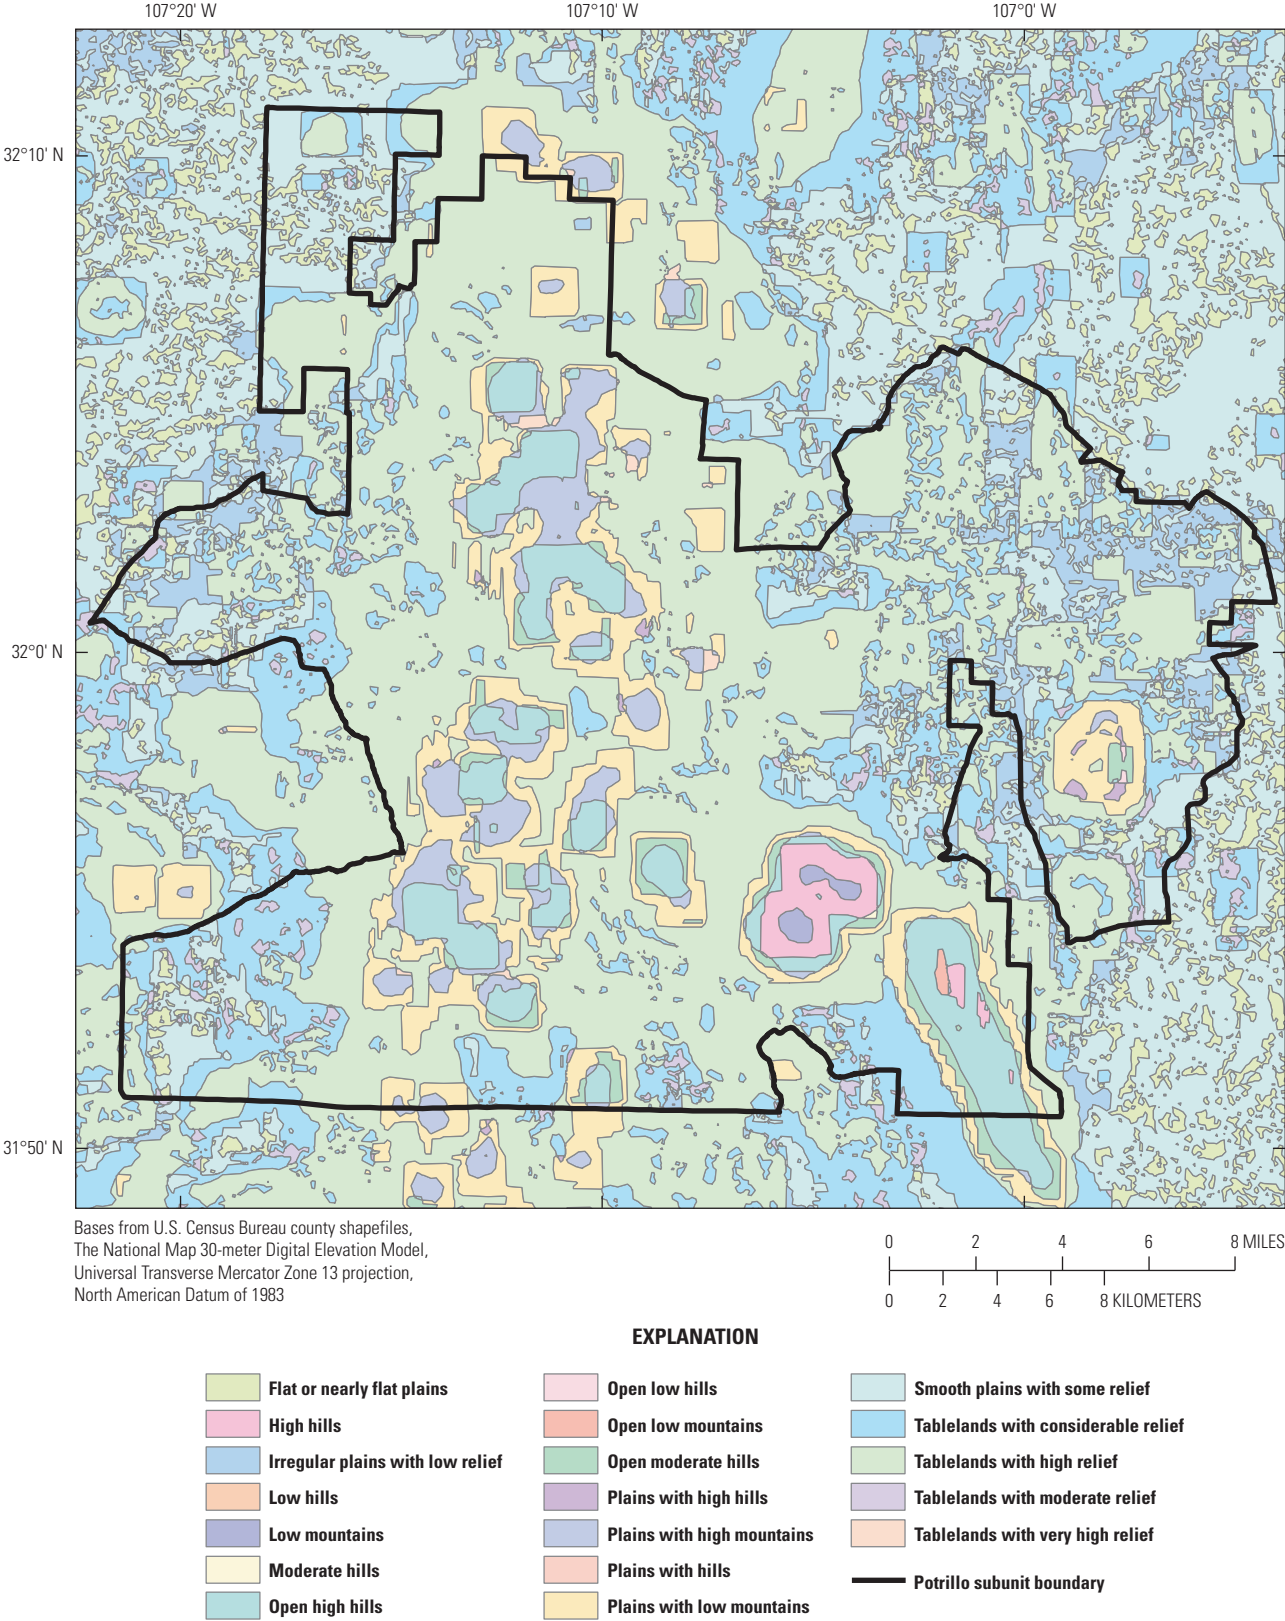 107°20' W 107°10' W 107°0' W
32°10' N
32°0' N
31°50' N
Bases from U.S. Census Bureau county shapefiles,
The National Map 30-meter Digital Elevation Model,
Universal Transverse Mercator Zone 13 projection,
North American Datum of 1983
0 2 4 6 8 MILES
0 2 4 6 8 KILOMETERS
EXPLANATION
Flat or nearly flat plains
High hills
Irregular plains with low relief
Low hills
Low mountains
Moderate hills
Open high hills
Open low hills
Open low mountains
Open moderate hills
Plains with high hills
Plains with high mountains
Plains with hills
Plains with low mountains
Smooth plains with some relief
Tablelands with considerable relief
Tablelands with high relief
Tablelands with moderate relief
Tablelands with very high relief
Potrillo subunit boundary